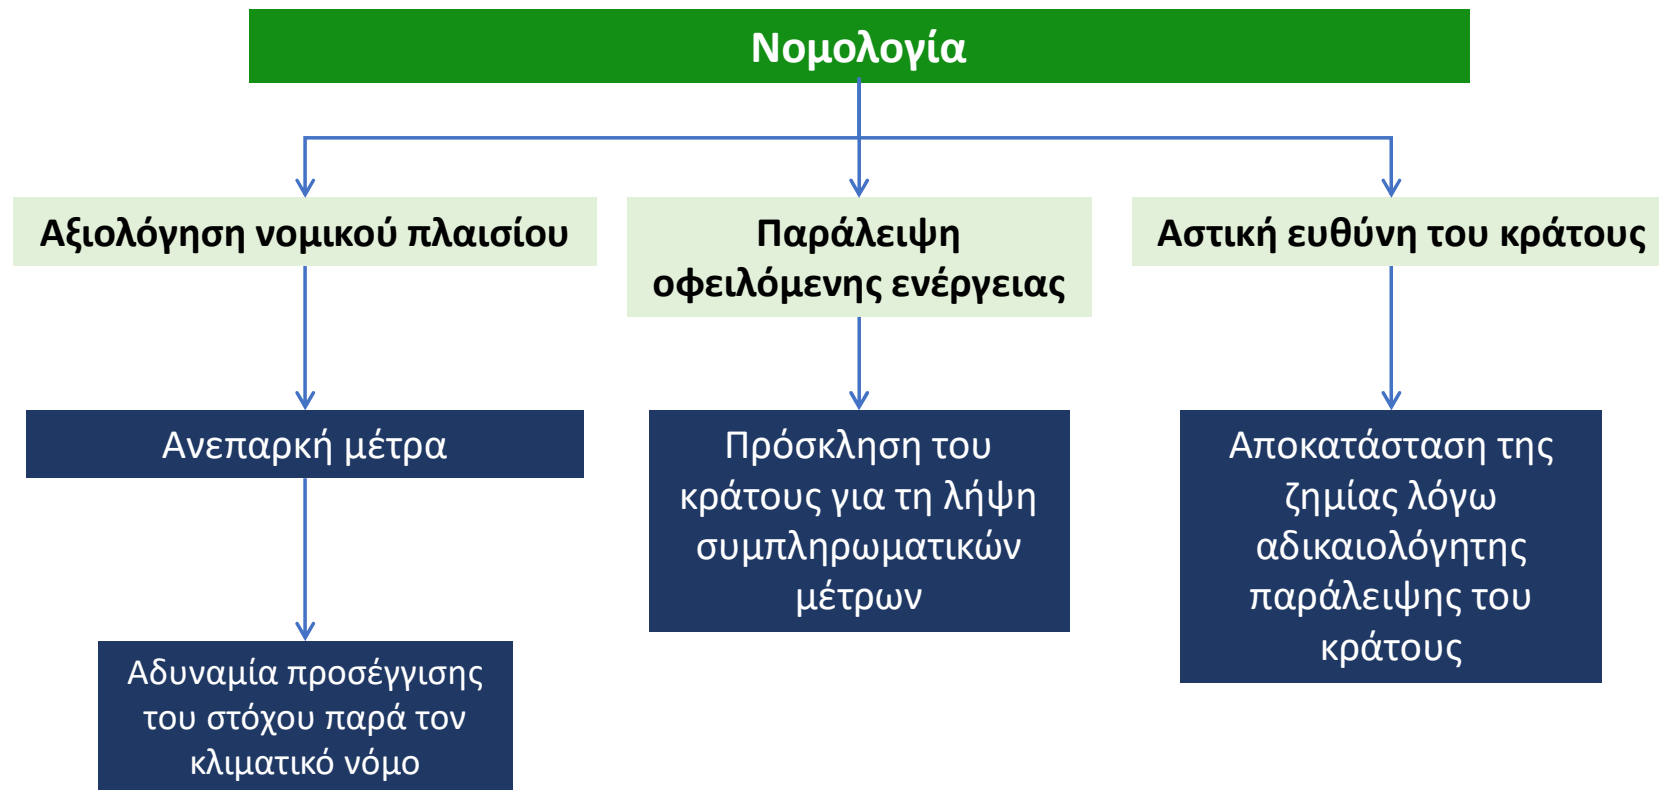 Νομολογία
Αξιολόγηση νομικού πλαισίου
Παράλειψη
οφειλόμενης ενέργειας
Αστική ευθύνη του κράτους
Ανεπαρκή μέτρα
Πρόσκληση του
κράτους για τη λήψη
συμπληρωματικών
μέτρων
Αποκατάσταση της
ζημίας λόγω
αδικαιολόγητης
παράλειψης του
κράτους
Αδυναμία προσέγγισης
του στόχου παρά τον
κλιματικό νόμο